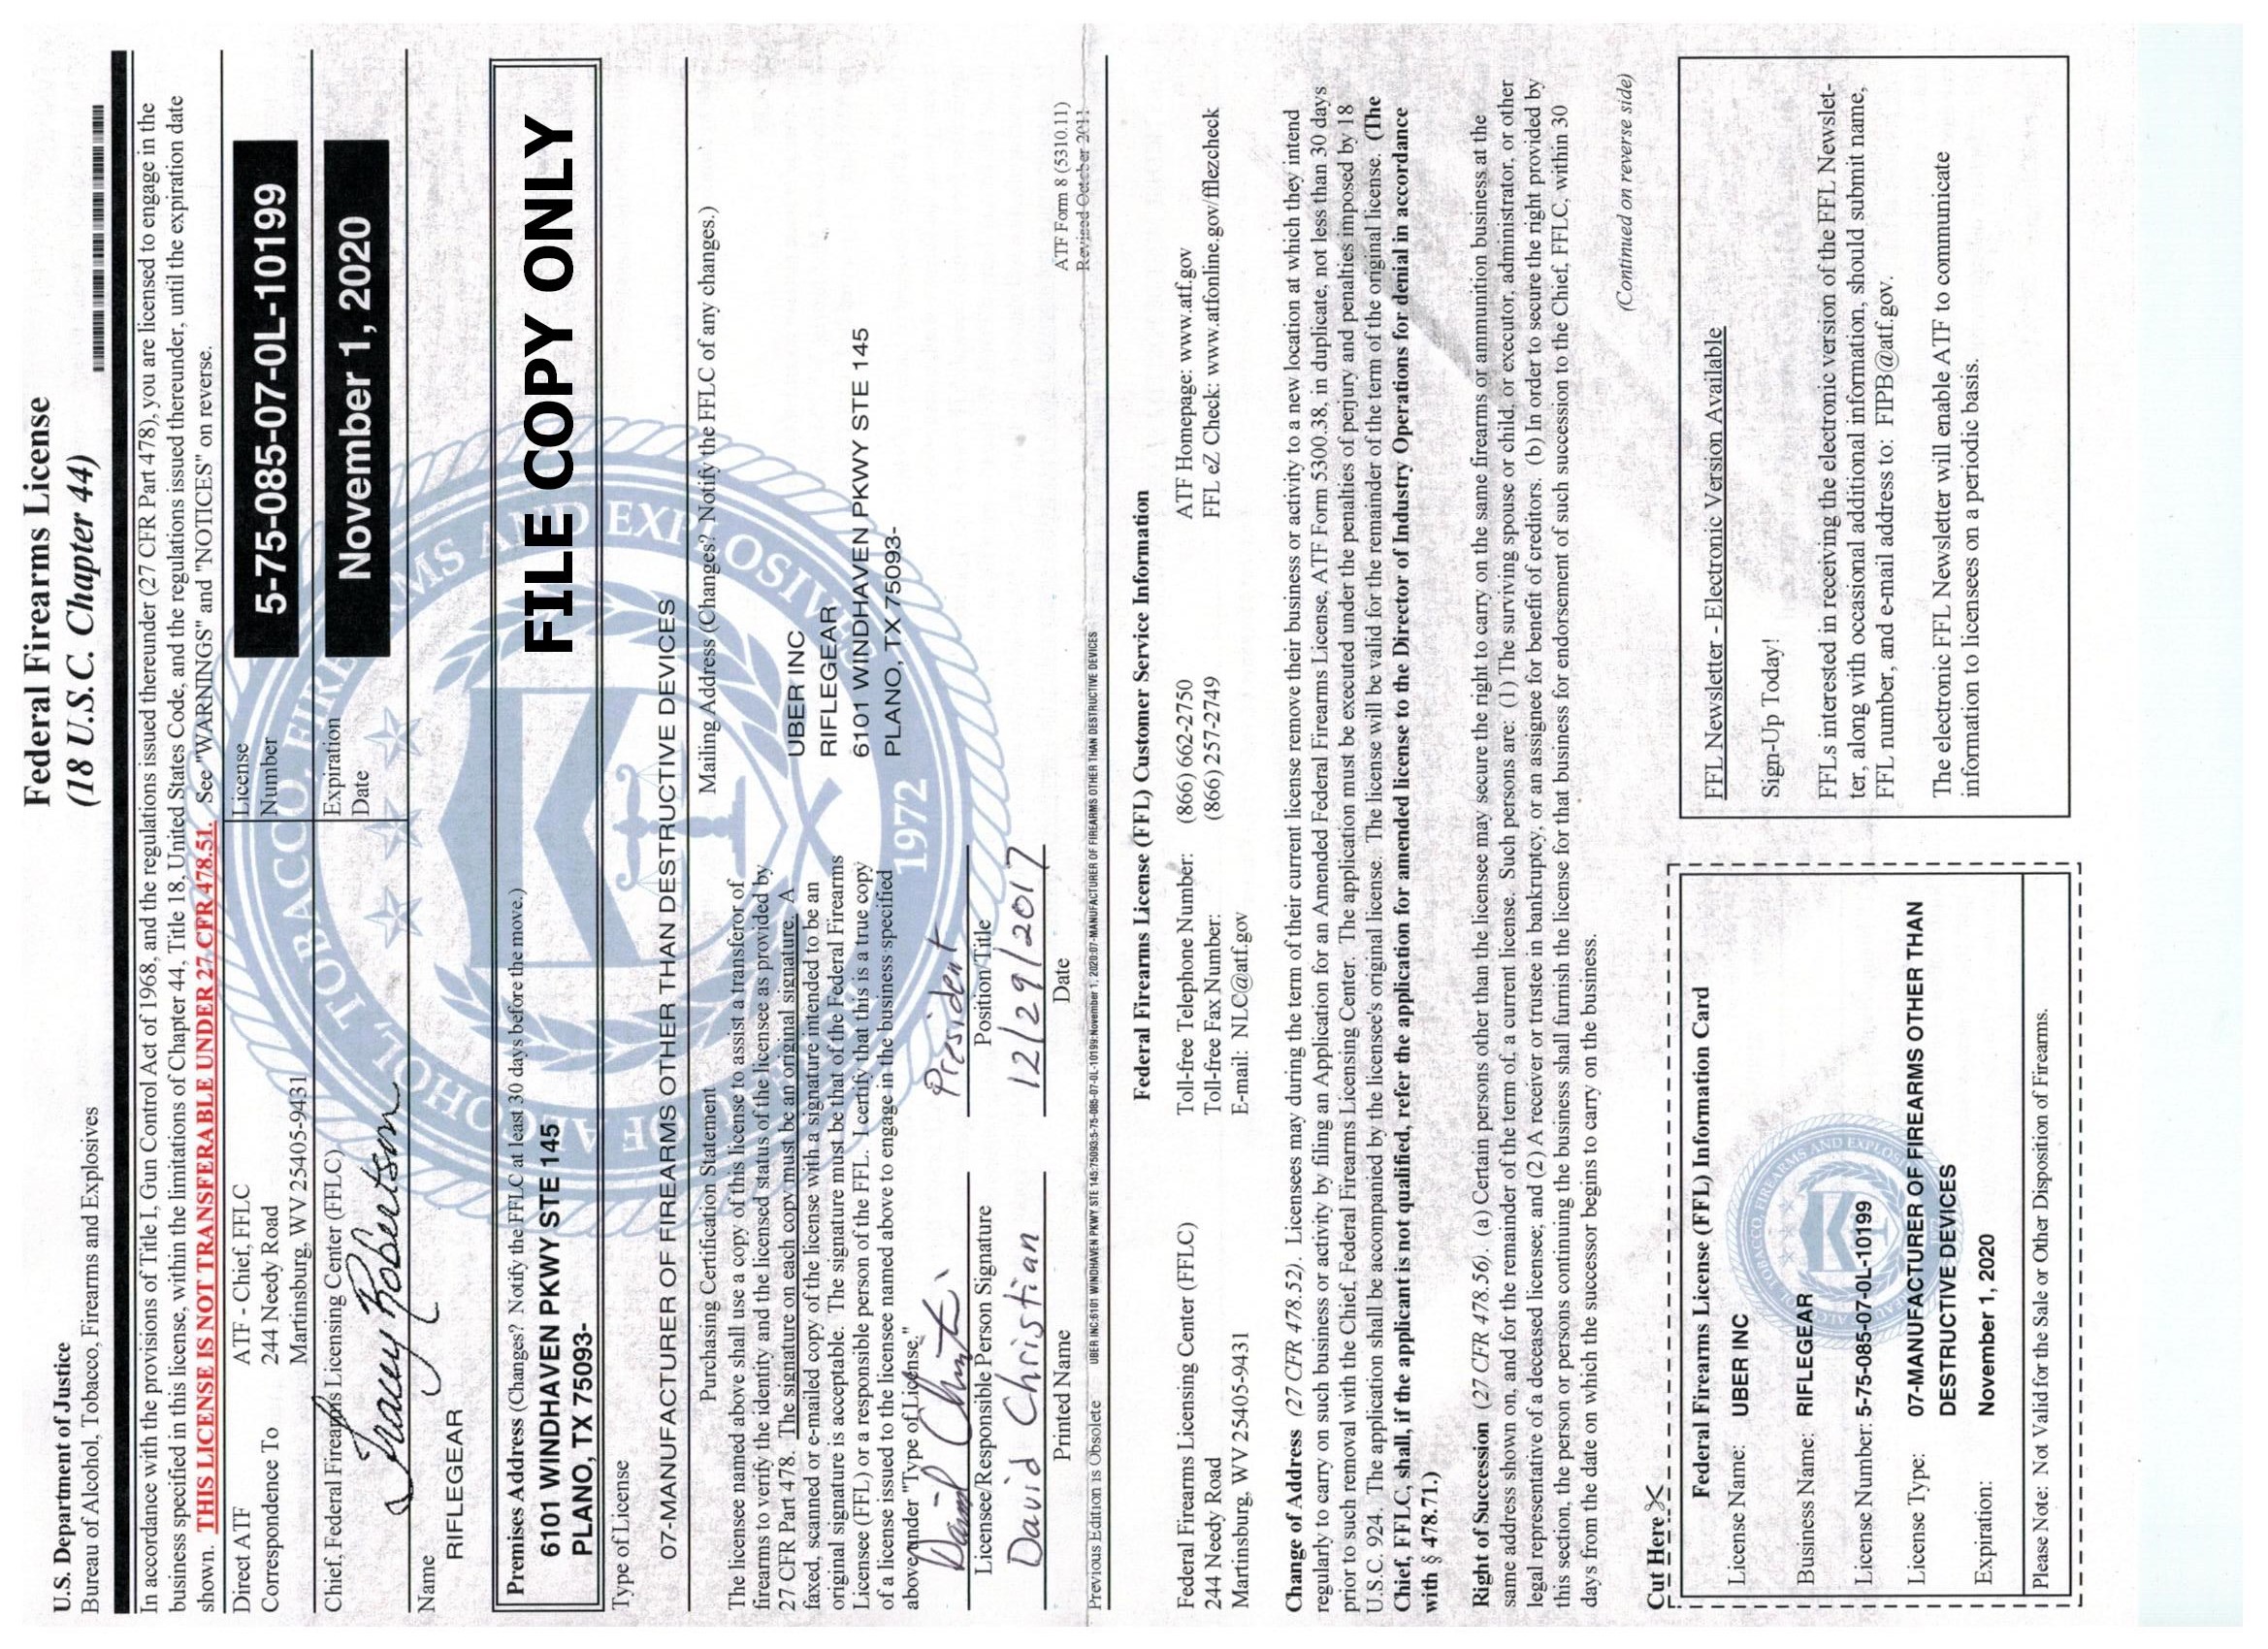 U.S. Department of Justice
Bureau of Alcohol, Tobacco, Firearms and Explosives
Federal Firearms License
(18 U.S.C. Chapter 44)
In accordance with the provisions of Title I, Gun Control Act of 1968, and the regulations issued thereunder (27 CFR Part 478), you are licensed to engage in the
business specified in this license, within the limitations of Chapter 44, Title 18, United States Code, and the regulations issued thereunder, until the expiration date
shown. THIS LICENSE IS NOT TRANSFERABLE UNDER 27 CFR 478.51. See "WARNINGS" and "NOTICES" on reverse.
Direct ATF
Correspondence To
ATF - Chief, FFLC
244 Needy Road
Martinsburg, WV 25405-9431
License
Number
5-75-085-07-0L-10199
Chief, Federal Firearms Licensing Center (FFLC)
Tracey Robertson
Expiration
Date
November 1, 2020
Name
RIFLEGEAR
Premises Address (Changes? Notify the FFLC at least 30 days before the move.)
6101 WINDHAVEN PKWY STE 145
PLANO, TX 75093-
FILE COPY ONLY
Type of License
07-MANUFACTURER OF FIREARMS OTHER THAN DESTRUCTIVE DEVICES
Purchasing Certification Statement
The licensee named above shall use a copy of this license to assist a transferor of
firearms to verify the identity and the licensed status of the licensee as provided by
27 CFR Part 478. The signature on each copy must be an original signature. A
faxed, scanned or e-mailed copy of the license with a signature intended to be an
original signature is acceptable. The signature must be that of the Federal Firearms
Licensee (FFL) or a responsible person of the FFL. I certify that this is a true copy
of a license issued to the licensee named above to engage in the business specified
above under "Type of License."
Mailing Address (Changes? Notify the FFLC of any changes.)
UBER INC
RIFLEGEAR
6101 WINDHAVEN PKWY STE 145
PLANO, TX 75093-
1972
David Christian
President
Licensee/Responsible Person Signature
Position/Title
David Christian
12/29/2017
Printed Name
Date
ATF Form 8 (5310.11)
Revised October 2011
Previous Edition is Obsolete
UBER INC:6101 WINDHAVEN PKWY STE 145:75093:5-75-085-07-0L-10199:November 1, 2020:07-MANUFACTURER OF FIREARMS OTHER THAN DESTRUCTIVE DEVICES
Federal Firearms License (FFL) Customer Service Information
Federal Firearms Licensing Center (FFLC)
244 Needy Road
Martinsburg, WV 25405-9431
Toll-free Telephone Number: (866) 662-2750
Toll-free Fax Number: (866) 257-2749
E-mail: NLC@atf.gov
ATF Homepage: www.atf.gov
FFL eZ Check: www.atfonline.gov/fflezcheck
Change of Address (27 CFR 478.52). Licensees may during the term of their current license remove their business or activity to a new location at which they intend
regularly to carry on such business or activity by filing an Application for an Amended Federal Firearms License, ATF Form 5300.38, in duplicate, not less than 30 days
prior to such removal with the Chief, Federal Firearms Licensing Center. The application must be executed under the penalties of perjury and penalties imposed by 18
U.S.C. 924. The application shall be accompanied by the licensee's original license. The license will be valid for the remainder of the term of the original license. (The
Chief, FFLC, shall, if the applicant is not qualified, refer the application for amended license to the Director of Industry Operations for denial in accordance
with § 478.71.)
Right of Succession (27 CFR 478.56). (a) Certain persons other than the licensee may secure the right to carry on the same firearms or ammunition business at the
same address shown on, and for the remainder of the term of, a current license. Such persons are: (1) The surviving spouse or child, or executor, administrator, or other
legal representative of a deceased licensee; and (2) A receiver or trustee in bankruptcy, or an assignee for benefit of creditors. (b) In order to secure the right provided by
this section, the person or persons continuing the business shall furnish the license for that business for endorsement of such succession to the Chief, FFLC, within 30
days from the date on which the successor begins to carry on the business.
(Continued on reverse side)
Cut Here
Federal Firearms License (FFL) Information Card
License Name: UBER INC
Business Name: RIFLEGEAR
License Number: 5-75-085-07-0L-10199
License Type: 07-MANUFACTURER OF FIREARMS OTHER THAN
DESTRUCTIVE DEVICES
Expiration: November 1, 2020
Please Note: Not Valid for the Sale or Other Disposition of Firearms.
FFL Newsletter - Electronic Version Available
Sign-Up Today!
FFLs interested in receiving the electronic version of the FFL Newslet-
ter, along with occasional additional information, should submit name,
FFL number, and e-mail address to: FIPB@atf.gov.
The electronic FFL Newsletter will enable ATF to communicate
information to licensees on a periodic basis.